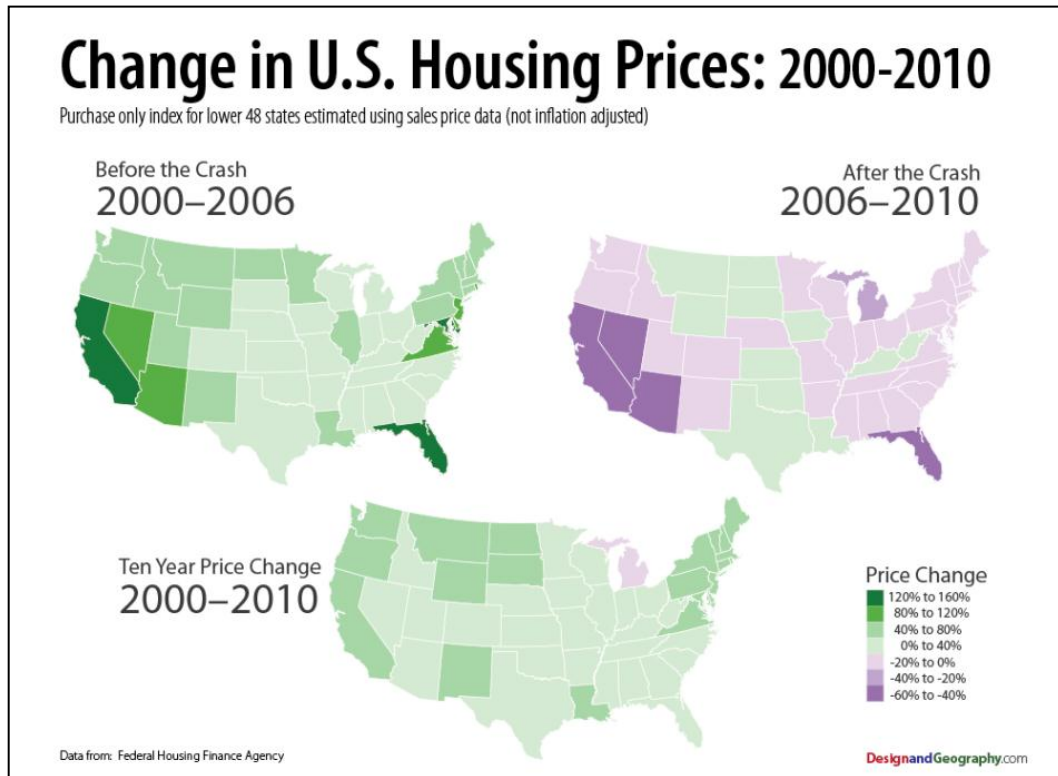 Change in U.S. Housing Prices: 2000-2010
Purchase only index for lower 48 states estimated using sales price data (not inflation adjusted)
Before the Crash
2000–2006
After the Crash
2006–2010
Ten Year Price Change
2000–2010
Price Change
120% to 160%
80% to 120%
40% to 80%
0% to 40%
-20% to 0%
-40% to -20%
-60% to -40%
Data from: Federal Housing Finance Agency
DesignandGeography.com